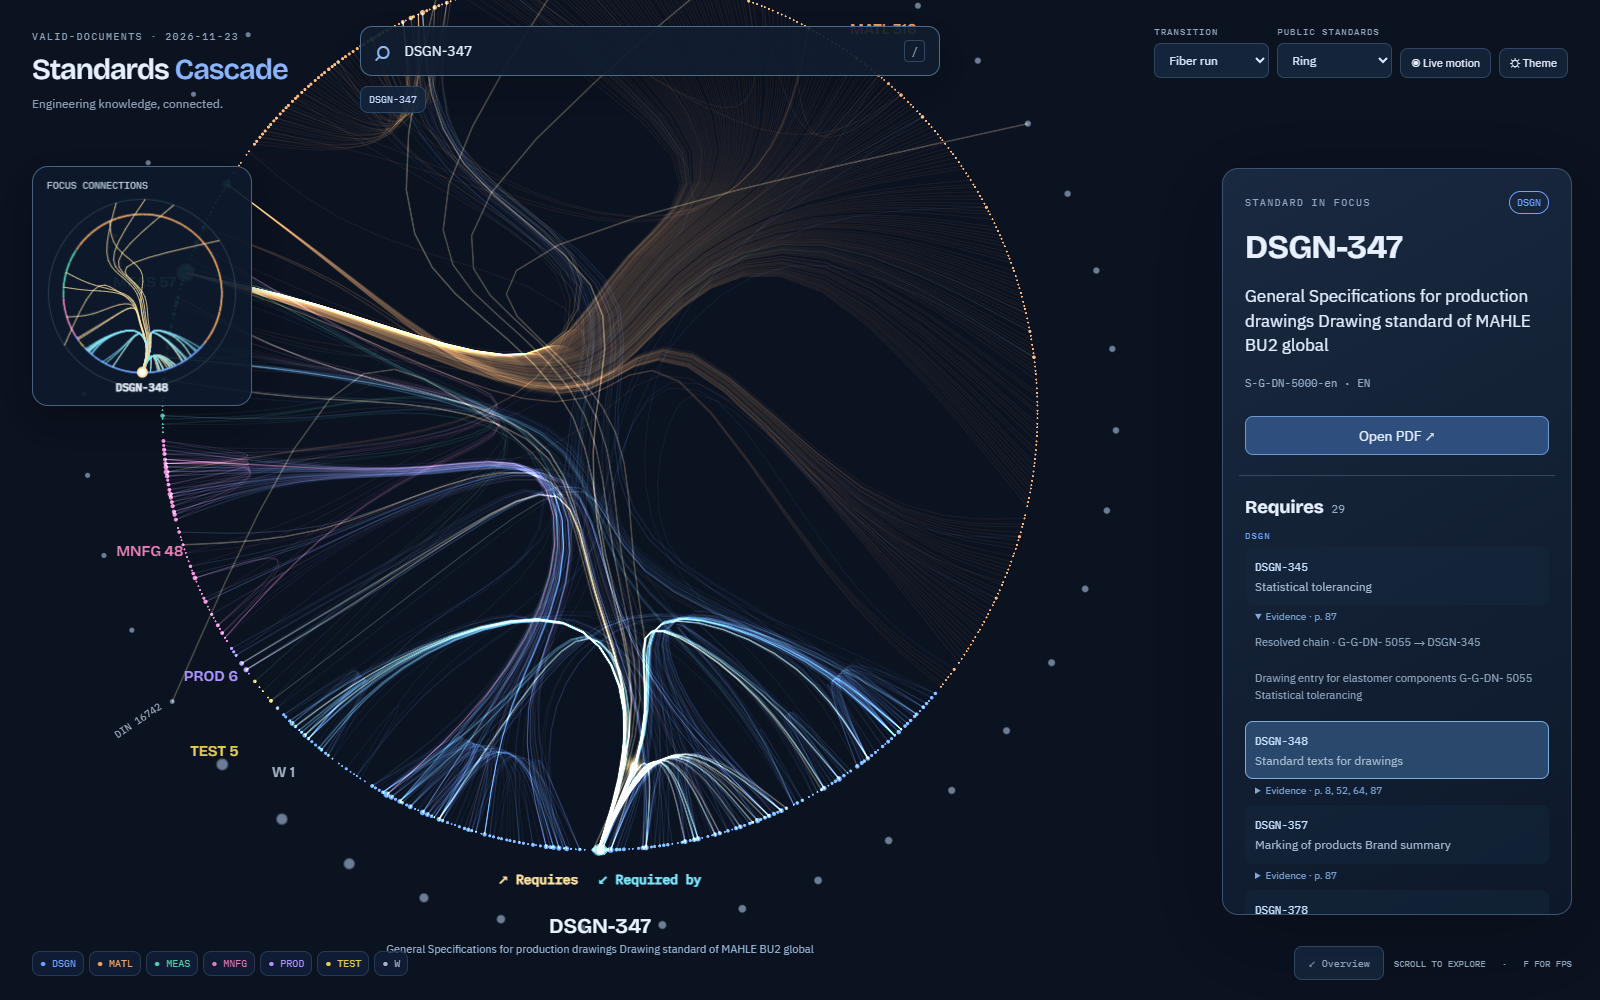 VALID-DOCUMENTS · 2026-11-23
Standards Cascade
Engineering knowledge, connected.
DSGN-347
/
DSGN-347
MATL 318
TRANSITION
Fiber run
PUBLIC STANDARDS
Ring
Live motion
Theme
FOCUS CONNECTIONS
DSGN-348
MNFG 48
PROD 6
DIN 16742
TEST 5
W 1
↗ Requires ↙ Required by
DSGN-347
General Specifications for production drawings Drawing standard of MAHLE BU2 global
DSGN
MATL
MEAS
MNFG
PROD
TEST
W
STANDARD IN FOCUS
DSGN
DSGN-347
General Specifications for production
drawings Drawing standard of MAHLE
BU2 global
S-G-DN-5000-en · EN
Open PDF ↗
Requires 29
DSGN
DSGN-345
Statistical tolerancing
▼ Evidence · p. 87
Resolved chain · G-G-DN- 5055 → DSGN-345
Drawing entry for elastomer components G-G-DN- 5055
Statistical tolerancing
DSGN-348
Standard texts for drawings
▶ Evidence · p. 8, 52, 64, 87
DSGN-357
Marking of products Brand summary
▶ Evidence · p. 87
DSGN-378
↙ Overview
SCROLL TO EXPLORE · F FOR FPS